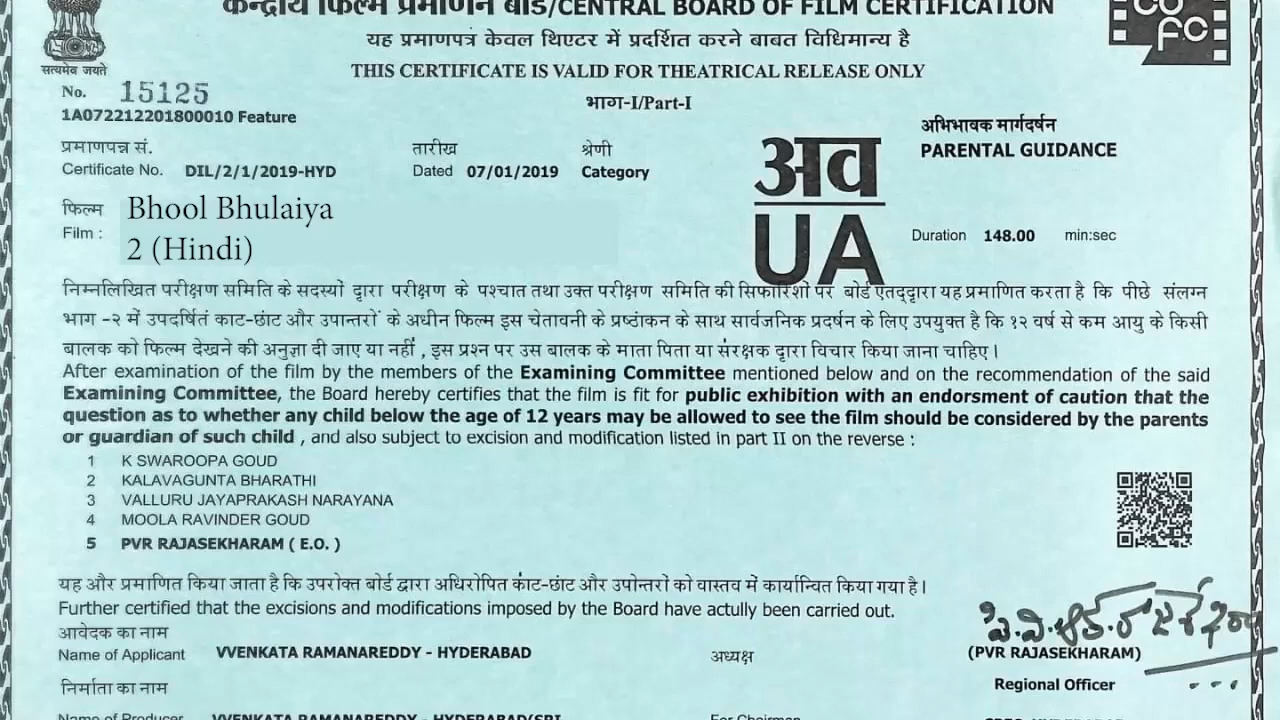 केन्द्रीय फिल्म प्रमाणन बोर्ड/CENTRAL BOARD OF FILM CERTIFICATION
यह प्रमाणपत्र केवल थिएटर में प्रदर्शित करने बाबत विधिमान्य है
THIS CERTIFICATE IS VALID FOR THEATRICAL RELEASE ONLY
सत्यमेव जयते
No. 15125
भाग-I/Part-I
1A072212201800010 Feature
अभिभावक मार्गदर्षन
PARENTAL GUIDANCE
प्रमाणपत्र सं. तारीख श्रेणी
Certificate No. DIL/2/1/2019-HYD Dated 07/01/2019 Category
अव
UA
फिल्म
Film : Bhool Bhulaiya
2 (Hindi)
Duration 148.00 min:sec
निम्नलिखित परीक्षण समिति के सदस्यों द्वारा परीक्षण के पश्चात तथा उक्त परीक्षण समिति की सिफारिशों पर बोर्ड एतद्द्वारा यह प्रमाणित करता है कि पीछे संलग्न
भाग -२ में उपदर्षित काट-छांट और उपान्तरों के अधीन फिल्म इस चेतावनी के प्रष्ठांकन के साथ सार्वजनिक प्रदर्षन के लिए उपयुक्त है कि १२ वर्ष से कम आयु के किसी
बालक को फिल्म देखने की अनुज्ञा दी जाए या नहीं , इस प्रश्न पर उस बालक के माता पिता या संरक्षक द्वारा विचार किया जाना चाहिए।
After examination of the film by the members of the Examining Committee mentioned below and on the recommendation of the said
Examining Committee, the Board hereby certifies that the film is fit for public exhibition with an endorsement of caution that the
question as to whether any child below the age of 12 years may be allowed to see the film should be considered by the parents
or guardian of such child , and also subject to excision and modification listed in part II on the reverse :
1 K SWAROOPA GOUD
2 KALAVAGUNTA BHARATHI
3 VALLURU JAYAPRAKASH NARAYANA
4 MOOLA RAVINDER GOUD
5 PVR RAJASEKHARAM ( E.O. )
यह और प्रमाणित किया जाता है कि उपरोक्त बोर्ड द्वारा अधिरोपित काट-छांट और उपोन्तरों को वास्तव में कार्यान्वित किया गया है।
Further certified that the excisions and modifications imposed by the Board have actully been carried out.
आवेदक का नाम
Name of Applicant VVENKATA RAMANAREDDY - HYDERABAD
अध्यक्ष
(PVR RAJASEKHARAM)
Regional Officer
निर्माता का नाम
Name of Producer VVENKATA RAMANAREDDY - HYDERABAD(SRI
For Chairman